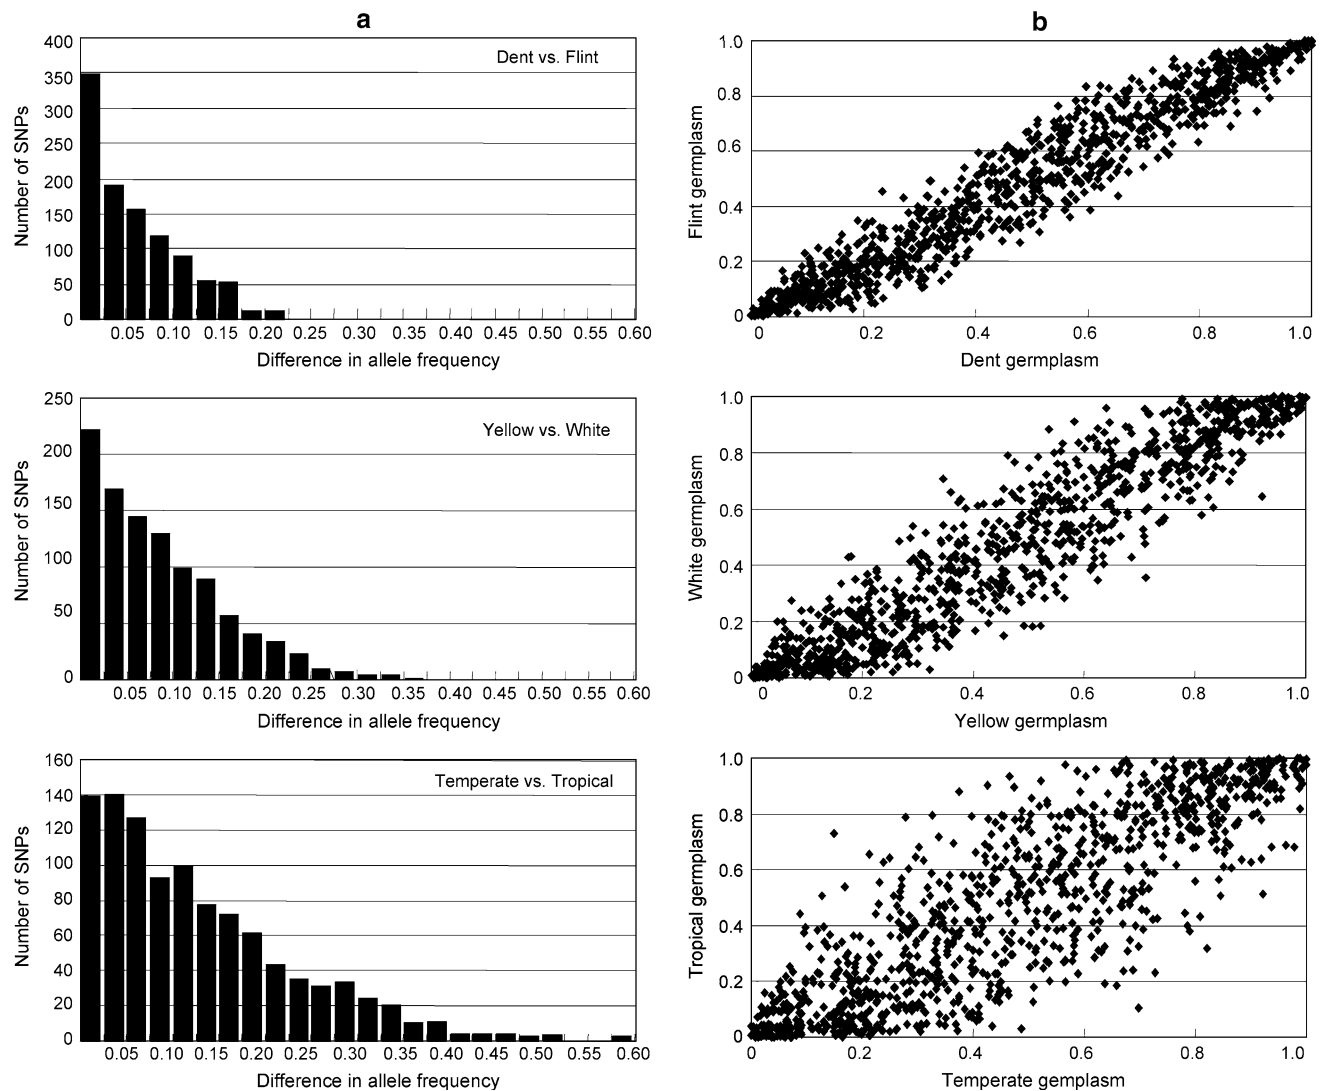 a
400
350
300
250
200
150
100
50
0
Number of SNPs
Dent vs. Flint
0.05 0.10 0.15 0.20 0.25 0.30 0.35 0.40 0.45 0.50 0.55 0.60
Difference in allele frequency
b
1.0
0.8
0.6
0.4
0.2
0
Flint germplasm
0 0.2 0.4 0.6 0.8 1.0
Dent germplasm
250
200
150
100
50
0
Number of SNPs
Yellow vs. White
0.05 0.10 0.15 0.20 0.25 0.30 0.35 0.40 0.45 0.50 0.55 0.60
Difference in allele frequency
1.0
0.8
0.6
0.4
0.2
0
White germplasm
0 0.2 0.4 0.6 0.8 1.0
Yellow germplasm
160
140
120
100
80
60
40
20
0
Number of SNPs
Temperate vs. Tropical
0.05 0.10 0.15 0.20 0.25 0.30 0.35 0.40 0.45 0.50 0.55 0.60
Difference in allele frequency
1.0
0.8
0.6
0.4
0.2
0
Tropical germplasm
0 0.2 0.4 0.6 0.8 1.0
Temperate gemplasm